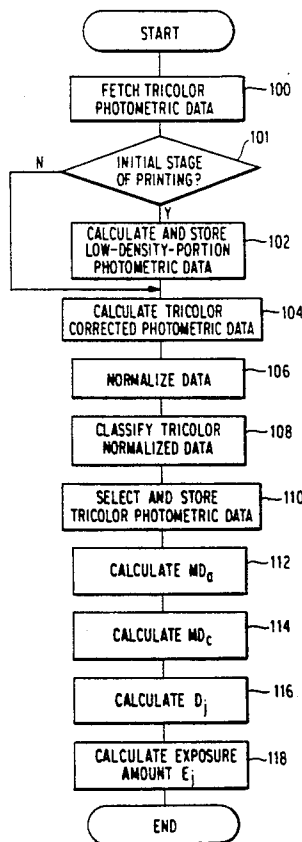 START
FETCH TRICOLOR
PHOTOMETRIC DATA
100
101
N
INITIAL STAGE
OF PRINTING?
Y
CALCULATE AND STORE
LOW-DENSITY-PORTION
PHOTOMETRIC DATA
102
CALCULATE TRICOLOR
CORRECTED PHOTOMETRIC DATA
104
NORMALIZE DATA
106
CLASSIFY TRICOLOR
NORMALIZED DATA
108
SELECT AND STORE
TRICOLOR PHOTOMETRIC DATA
110
CALCULATE MDa
112
CALCULATE MDc
114
CALCULATE Dj
116
CALCULATE EXPOSURE
AMOUNT Ej
118
END